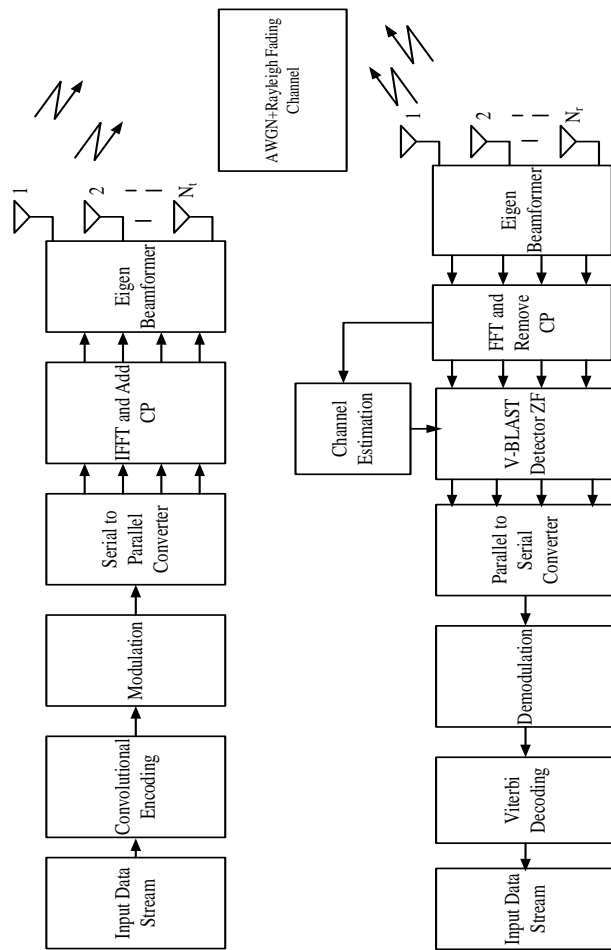 Input Data
Stream
Convolutional
Encoding
Modulation
Serial to
Parallel
Converter
IFFT and Add
CP
Eigen
Beamformer
1
2
Nt
AWGN+Rayleigh Fading
Channel
1
2
Nr
Eigen
Beamformer
FFT and
Remove
CP
Channel
Estimation
V-BLAST
Detector ZF
Parallel to
Serial
Converter
Demodulation
Viterbi
Decoding
Input Data
Stream